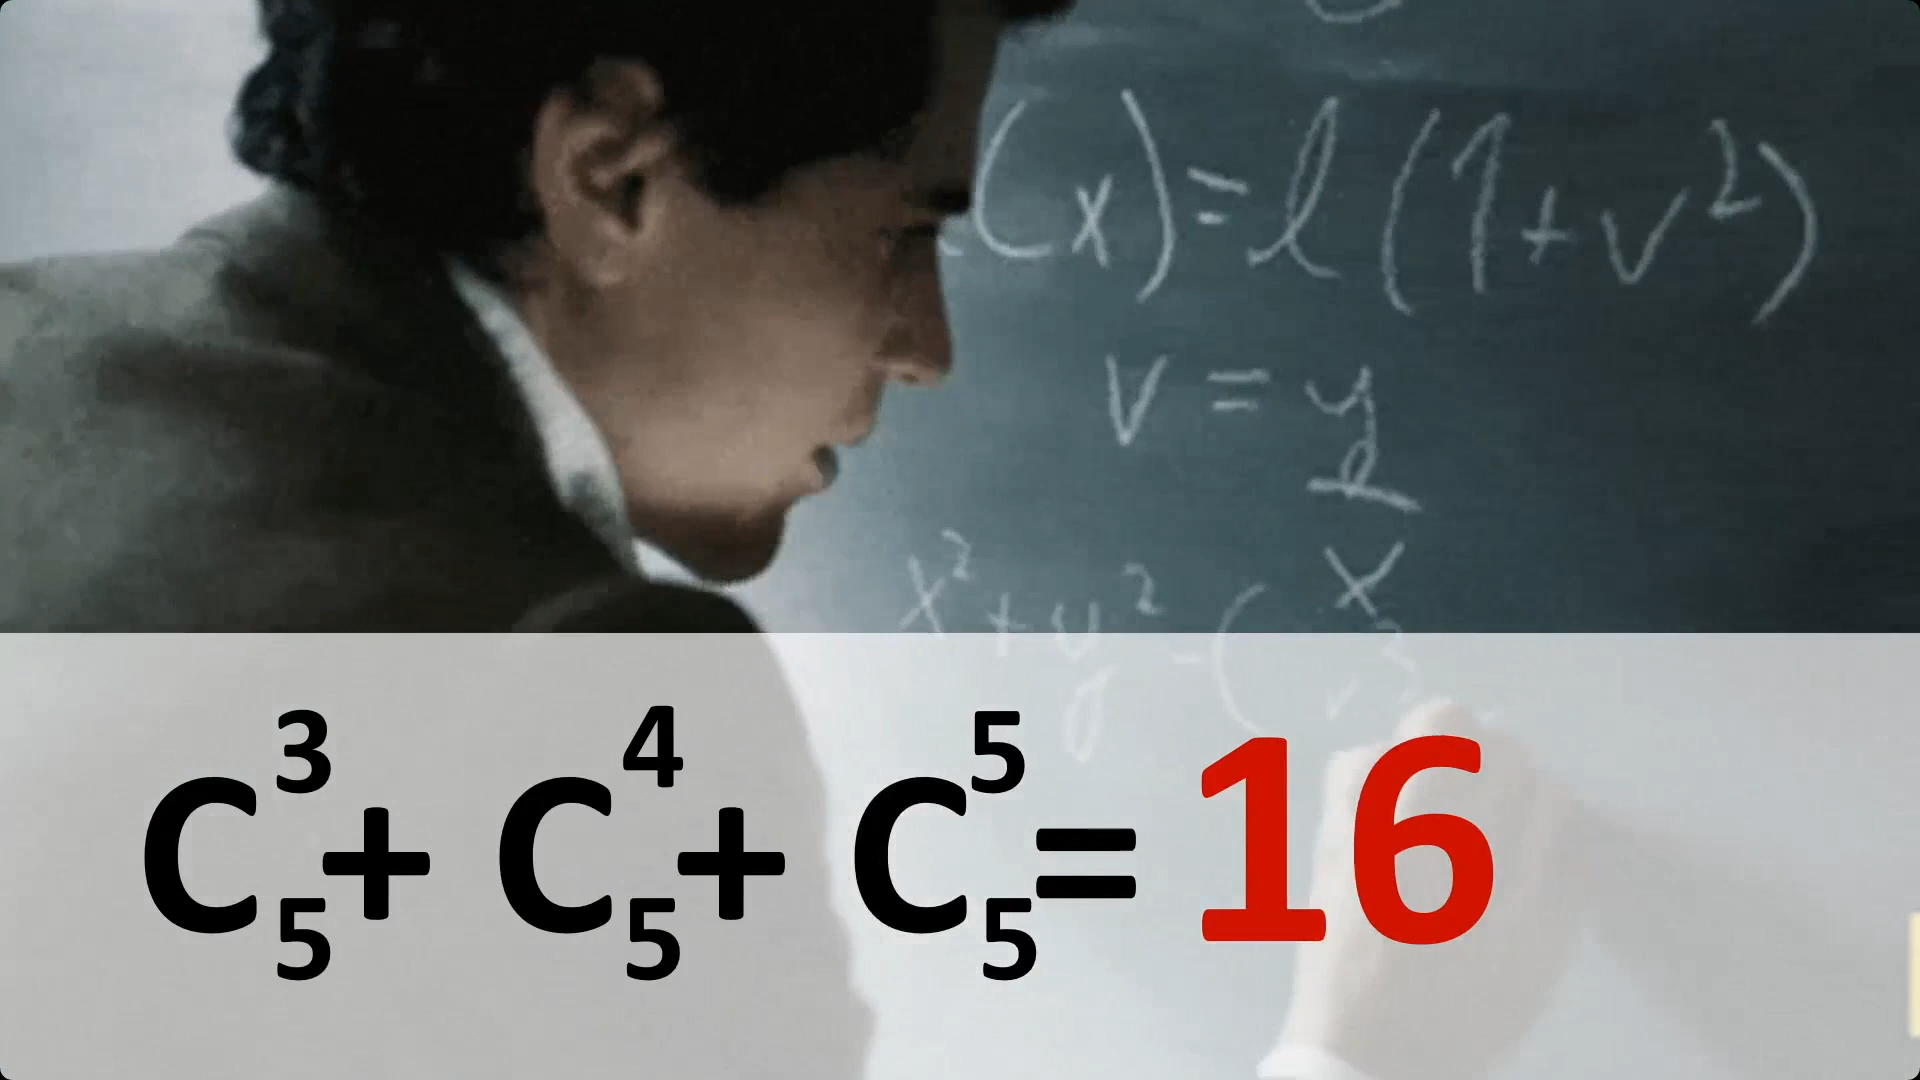 (x)=l(1+v²)
v=y/x
x²+y²-(
C₅³+ C₅⁴+ C₅⁵=16